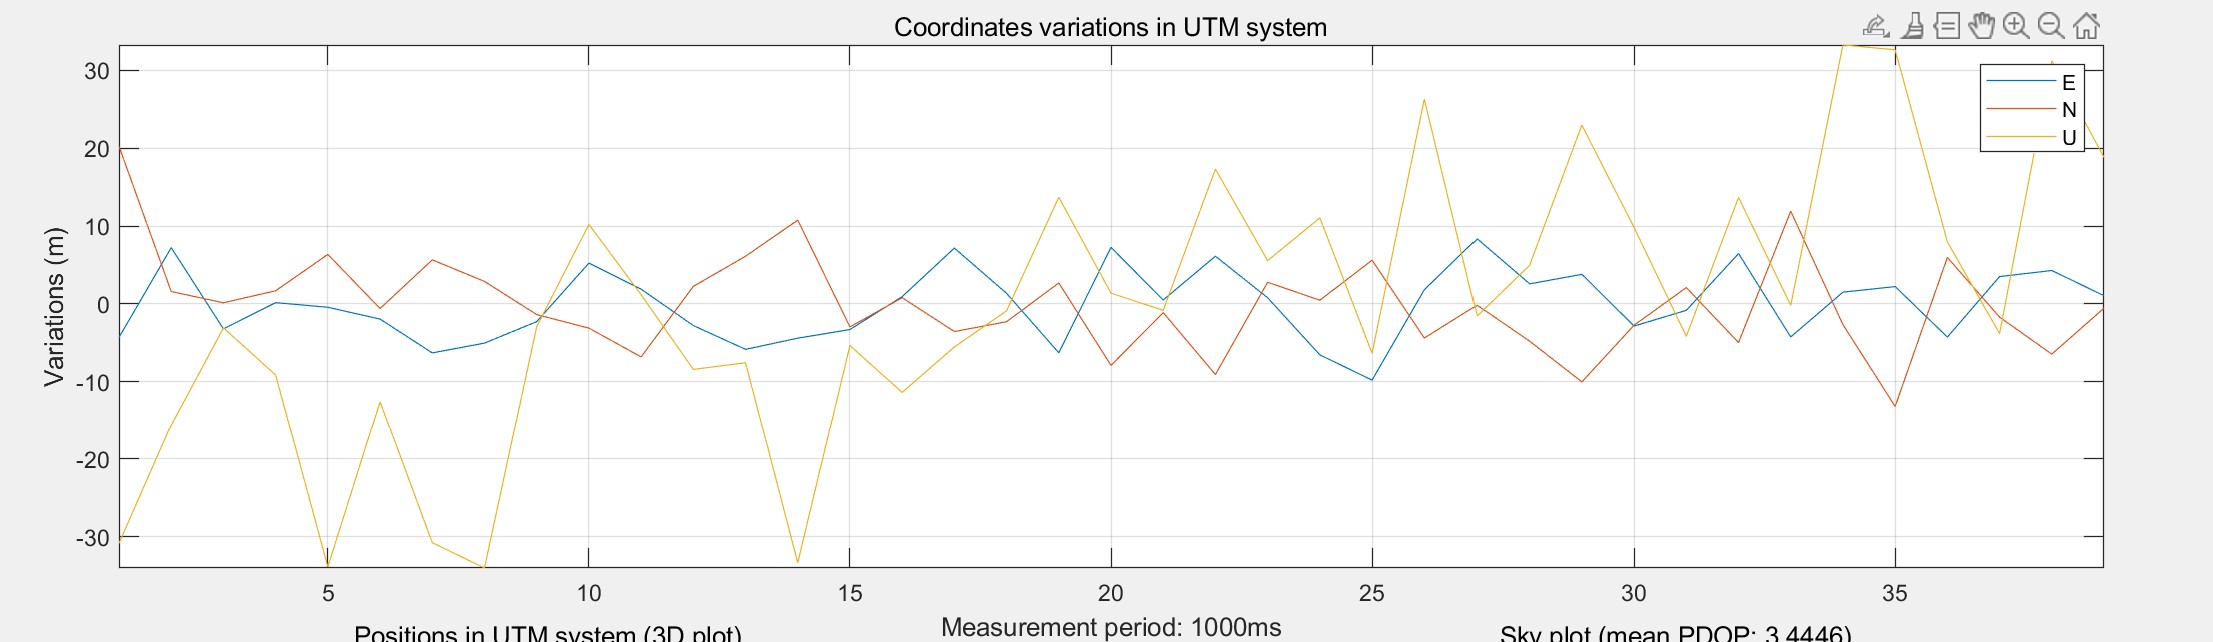 Coordinates variations in UTM system
30
20
10
0
-10
-20
-30
Variations (m)
E
N
U
5
10
15
20
25
30
35
Measurement period: 1000ms
Positions in UTM system (3D plot)
Sky plot (mean PDOP: 3.4446)